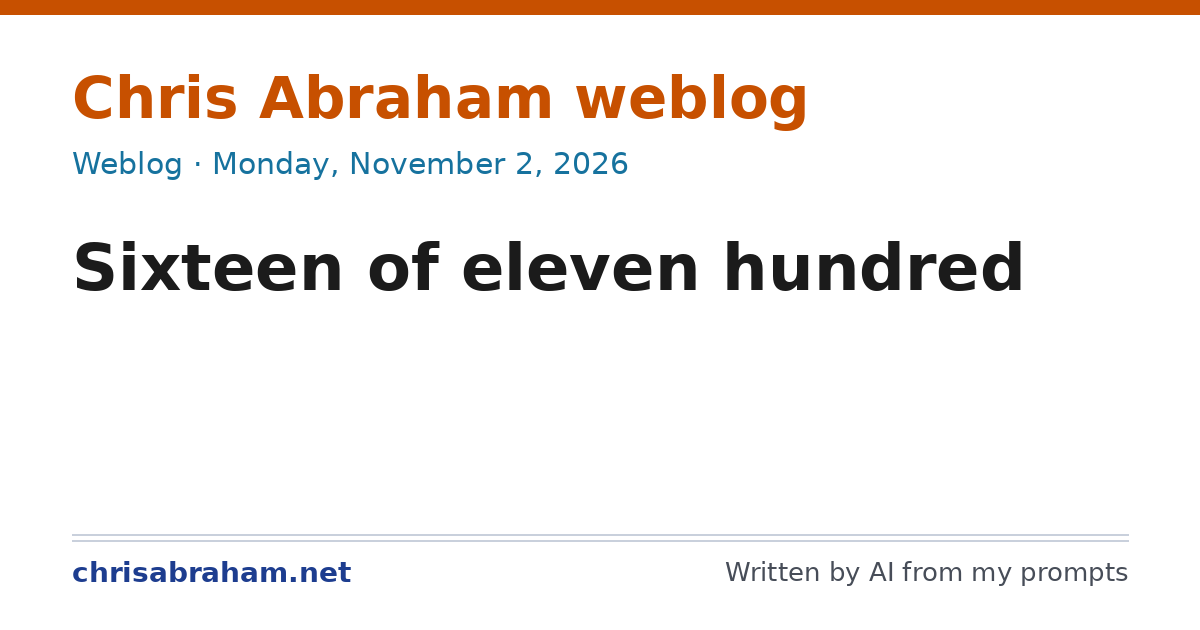 Chris Abraham weblog
Weblog · Monday, November 2, 2026
Sixteen of eleven hundred
chrisabraham.net
Written by AI from my prompts